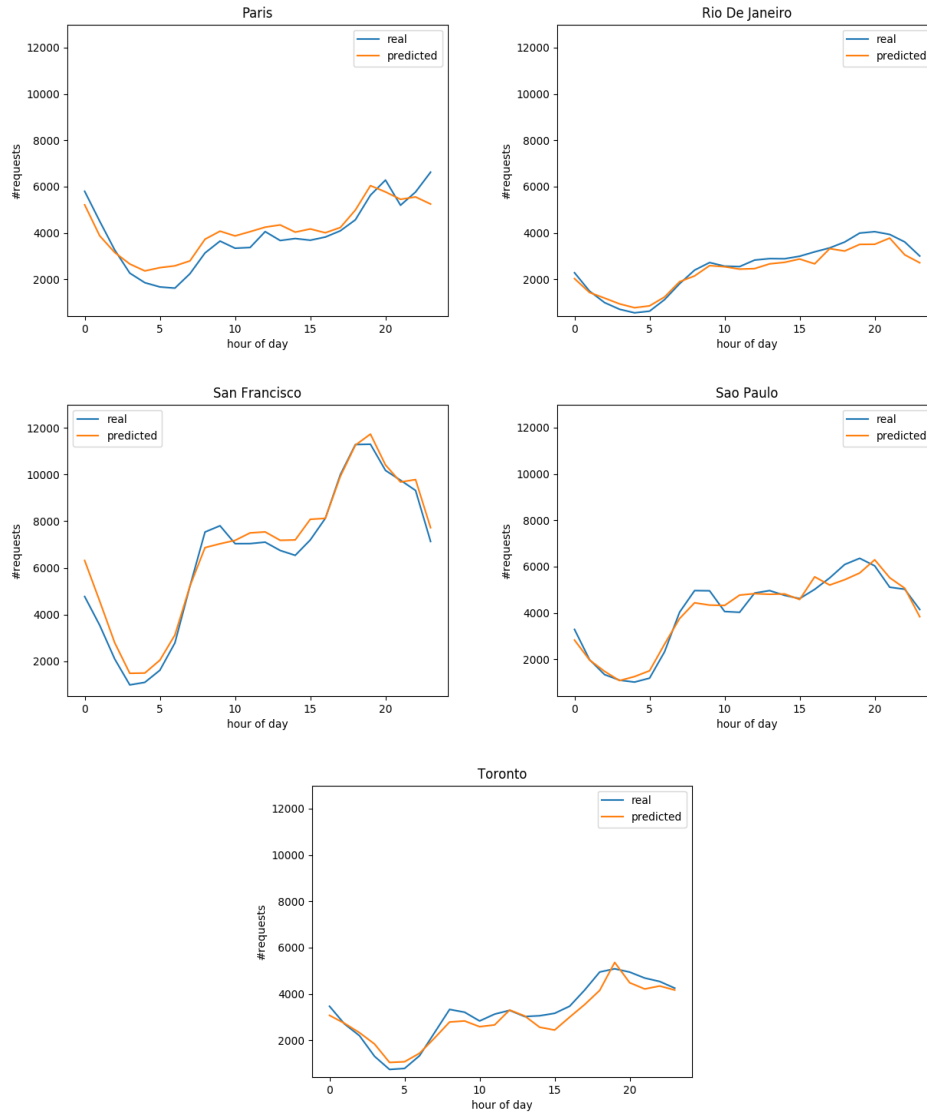 Paris
real
predicted
12000
10000
8000
6000
4000
2000
#requests
0 5 10 15 20
hour of day
Rio De Janeiro
real
predicted
12000
10000
8000
6000
4000
2000
#requests
0 5 10 15 20
hour of day
San Francisco
real
predicted
12000
10000
8000
6000
4000
2000
#requests
0 5 10 15 20
hour of day
Sao Paulo
real
predicted
12000
10000
8000
6000
4000
2000
#requests
0 5 10 15 20
hour of day
Toronto
real
predicted
12000
10000
8000
6000
4000
2000
#requests
0 5 10 15 20
hour of day